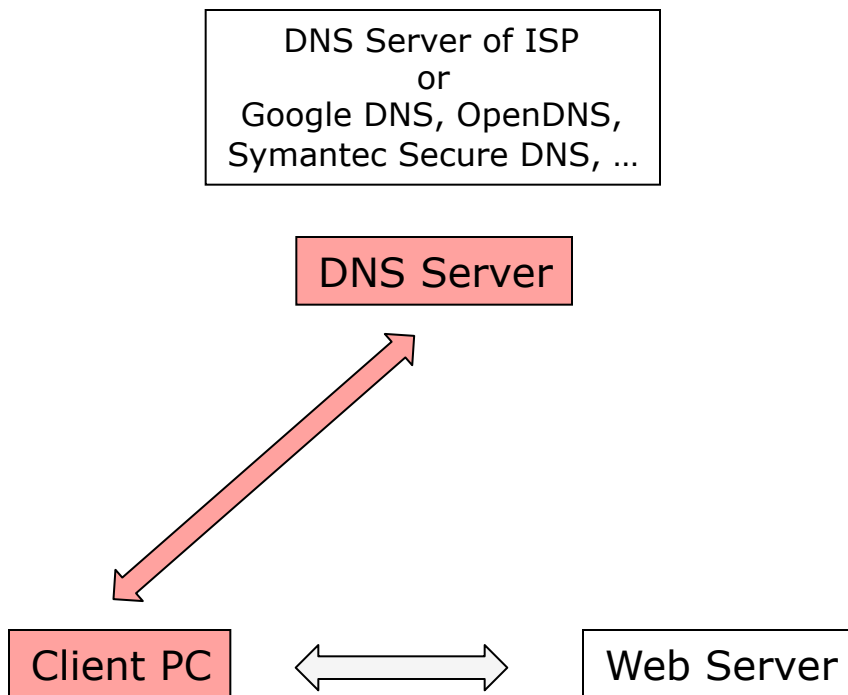 DNS Server of ISP
or
Google DNS, OpenDNS,
Symantec Secure DNS, …
DNS Server
Client PC
Web Server